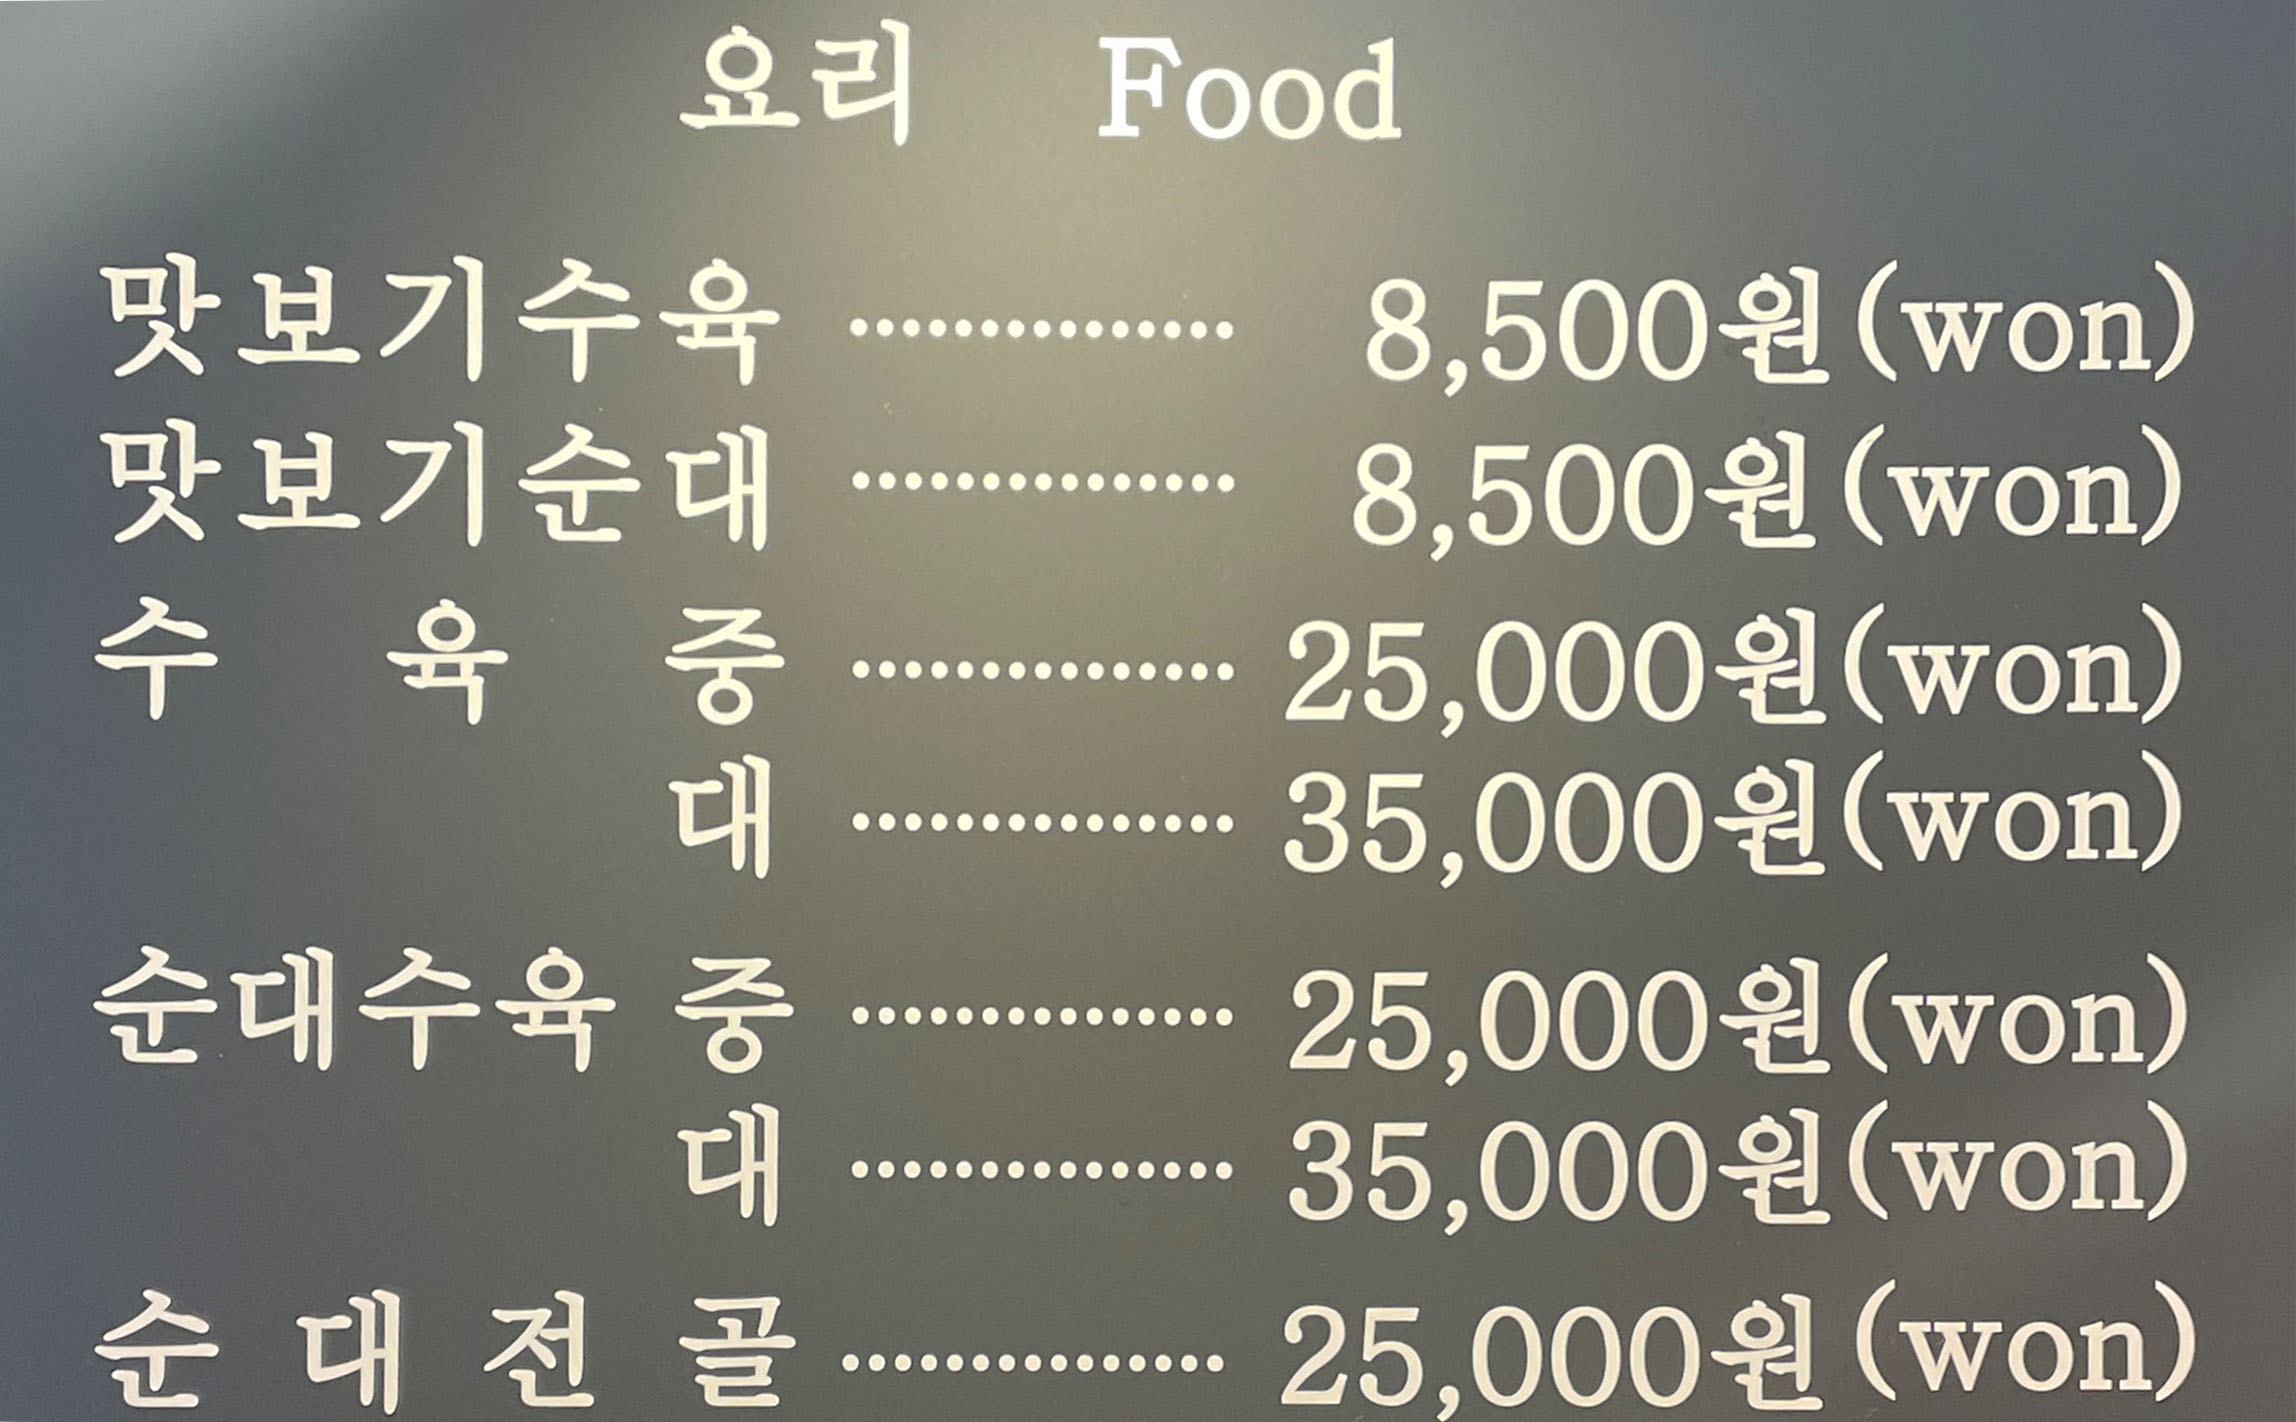 요리 Food
맛보기수육 ··············· 8,500원(won)
맛보기순대 ··············· 8,500원(won)
수 육 중 ··············· 25,000원(won)
대 ··············· 35,000원(won)
순대수육 중 ··············· 25,000원(won)
대 ··············· 35,000원(won)
순대전골 ··············· 25,000원(won)